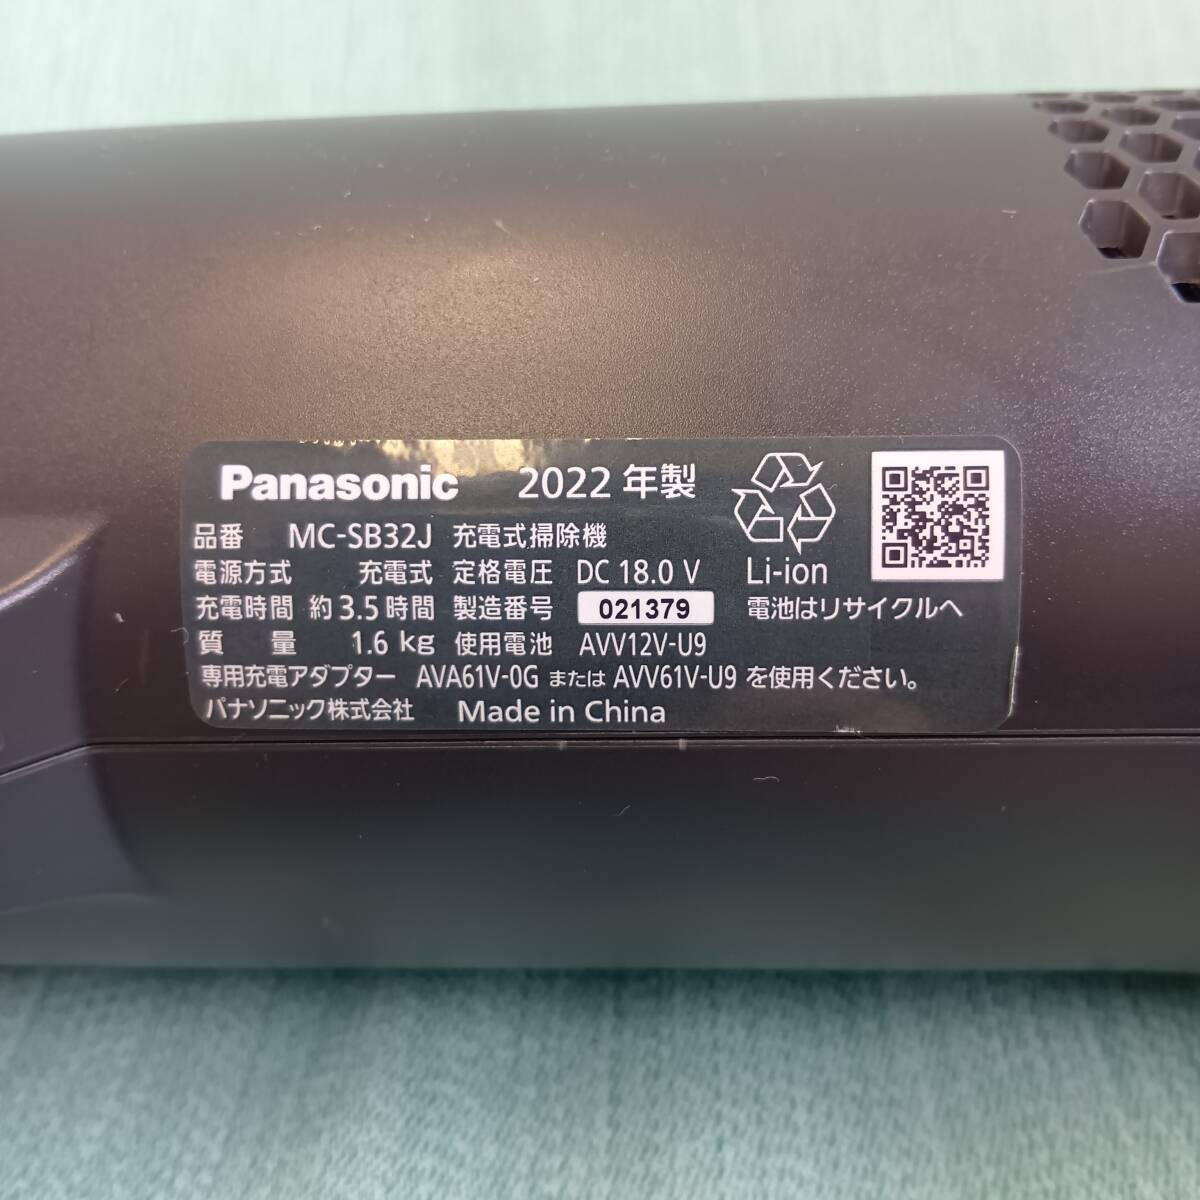 Panasonic 2022 年製
品番 MC-SB32J 充電式掃除機
電源方式 充電式 定格電圧 DC 18.0 V
充電時間 約 3.5 時間 製造番号 021379
質量 1.6 kg 使用電池 AVV12V-U9
専用充電アダプター AVA61V-0G または AVV61V-U9 を使用ください。
パナソニック株式会社 Made in China
Li-ion
電池はリサイクルへ